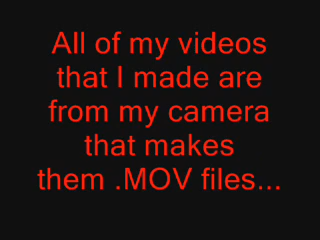 All of my videos
that I made are
from my camera
that makes
them .MOV files...